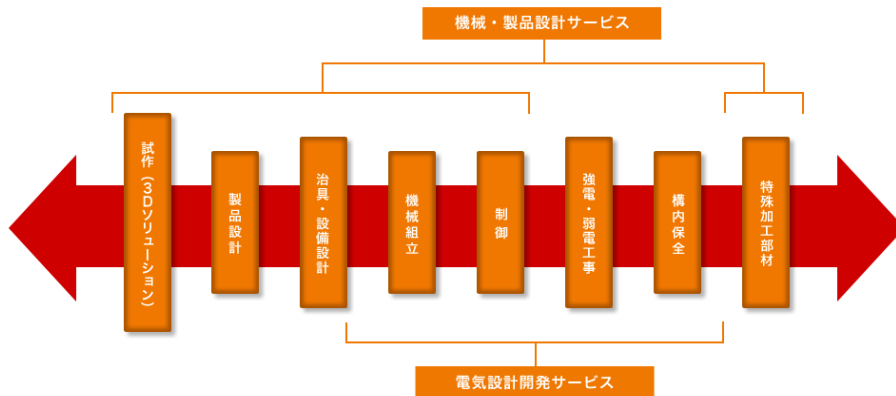 機械・製品設計サービス
試作（3Dソリューション）
製品設計
治具・設備設計
機械組立
制御
強電・弱電工事
構内保全
特殊加工部材
電気設計開発サービス